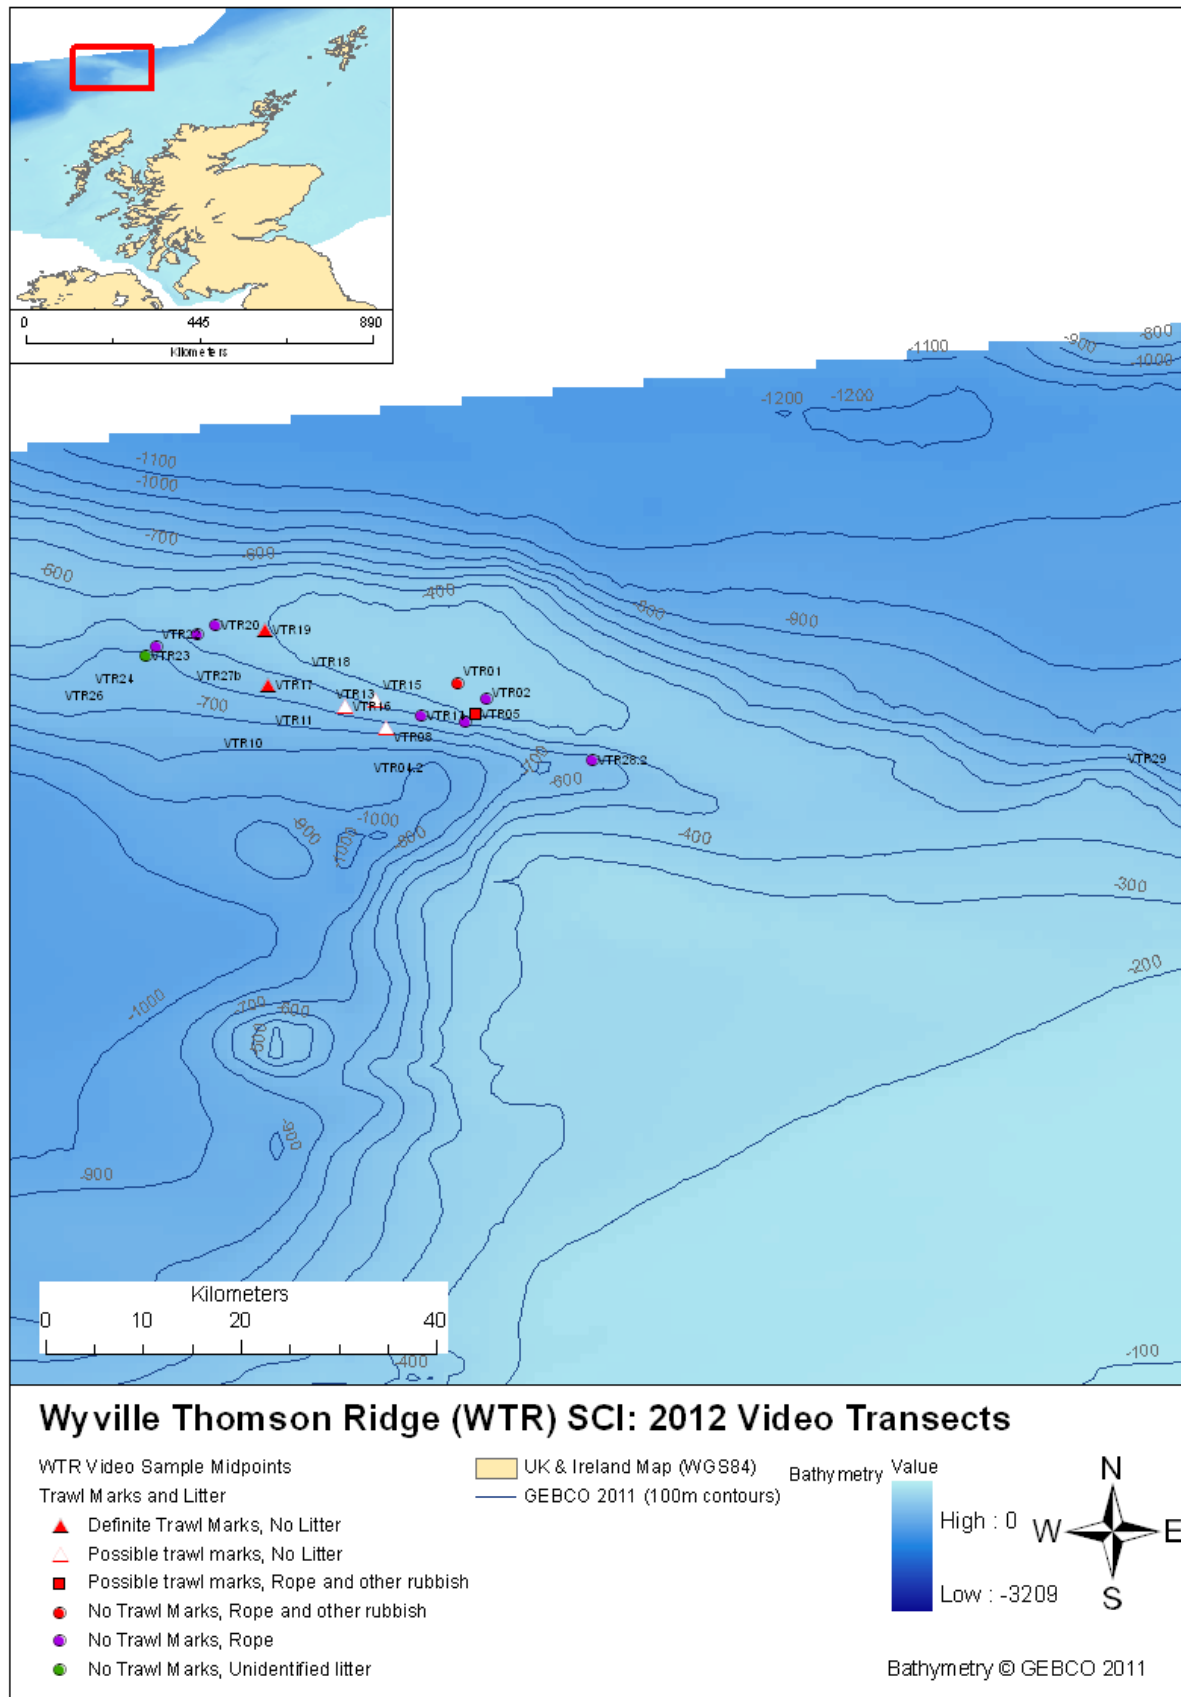 0 445 890
Kilometers
-800
-900
-1100
-1000
-1200 -1200
-1100
-1000
-700
-600
-600
-400
-800
-900
VTR20 VTR19
VTR23
VTR18
VTR01
VTR24 VTR27b VTR17 VTR15
VTR26 VTR13 VTR02
-700 VTR16
VTR11 VTR05
VTR10 VTR08
VTR04.2 -700 VTR28.2 VTR29
-600
-900 -1000
-1000 -800 -400
-300
-200
-1000 -700 -600
-500
-900
-900
Kilometers
0 10 20 40
-400 -100
Wyville Thomson Ridge (WTR) SCI: 2012 Video Transects
WTR Video Sample Midpoints
Trawl Marks and Litter
Definite Trawl Marks, No Litter
Possible trawl marks, No Litter
Possible trawl marks, Rope and other rubbish
No Trawl Marks, Rope and other rubbish
No Trawl Marks, Rope
No Trawl Marks, Unidentified litter
UK & Ireland Map (WGS84)
GEBCO 2011 (100m contours)
Bathymetry Value
High : 0
Low : -3209
N
W E
S
Bathymetry © GEBCO 2011